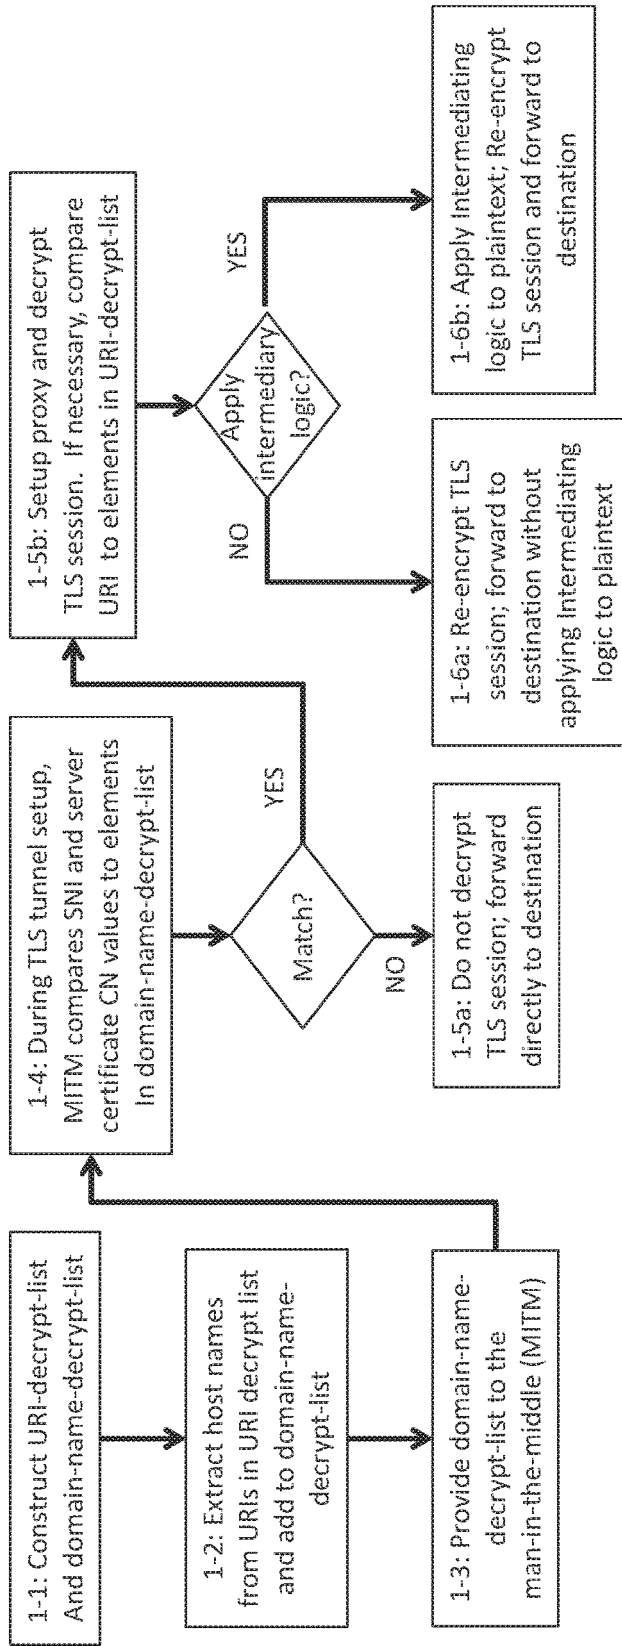 1-1: Construct URI-decrypt-list
And domain-name-decrypt-list
1-2: Extract host names
from URIs in URI decrypt list
and add to domain-name-
decrypt-list
1-3: Provide domain-name-
decrypt-list to the
man-in-the-middle (MITM)
1-4: During TLS tunnel setup,
MITM compares SNI and server
certificate CN values to elements
In domain-name-decrypt-list
Match?
YES
NO
1-5a: Do not decrypt
TLS session; forward
directly to destination
1-5b: Setup proxy and decrypt
TLS session. If necessary, compare
URI to elements in URI-decrypt-list
Apply
intermediary
logic?
NO
YES
1-6a: Re-encrypt TLS
session; forward to
destination without
applying Intermediating
logic to plaintext
1-6b: Apply Intermediating
logic to plaintext; Re-encrypt
TLS session and forward to
destination